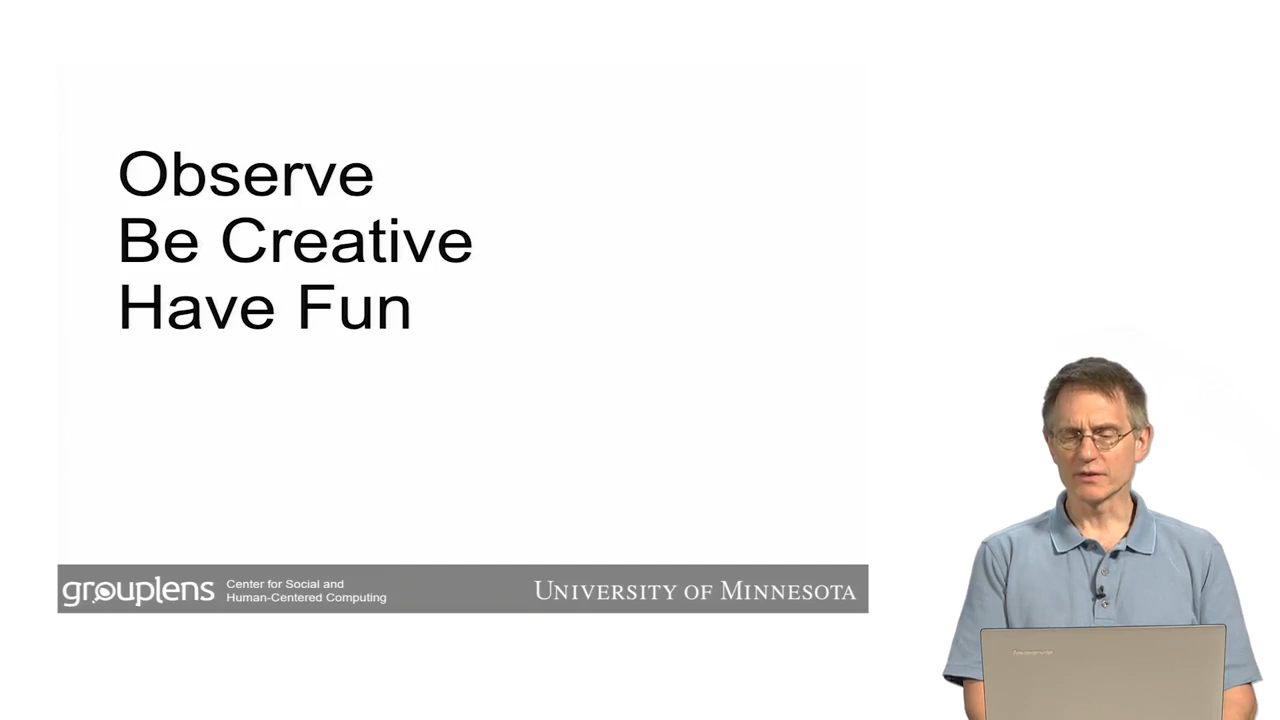 Observe
Be Creative
Have Fun
grouplens
Center for Social and
Human-Centered Computing
UNIVERSITY OF MINNESOTA